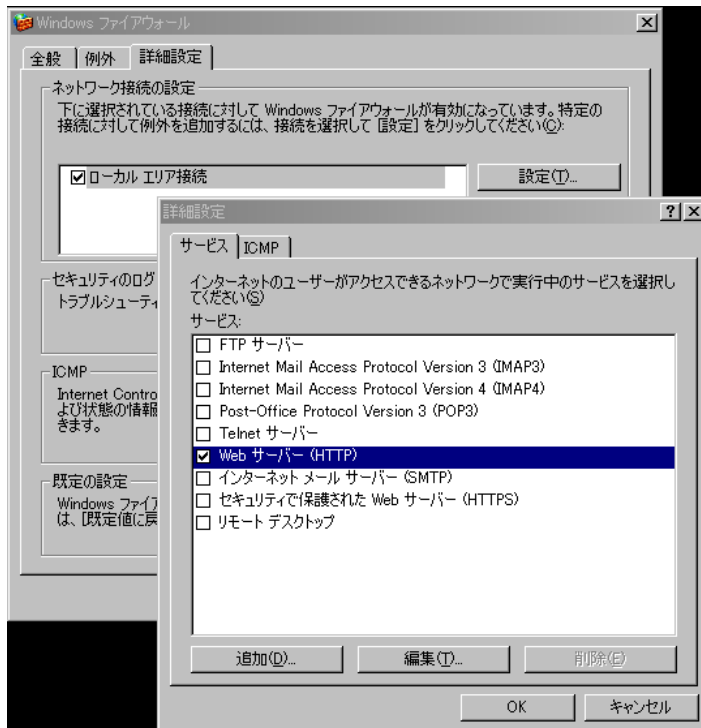 Windows ファイアウォール
全般
例外
詳細設定
ネットワーク接続の設定
下に選択されている接続に対して Windows ファイアウォールが有効になっています。特定の
接続に対して例外を追加するには、接続を選択して [設定] をクリックしてください(C):
ローカル エリア接続
設定(T)...
セキュリティのログ
トラブルシューティ
ICMP
Internet Contro
よび状態の情報
きます。
既定の設定
Windows ファイア
は、[既定値に戻
詳細設定
サービス
ICMP
インターネットのユーザーがアクセスできるネットワークで実行中のサービスを選択し
てください(S)
サービス:
FTP サーバー
Internet Mail Access Protocol Version 3 (IMAP3)
Internet Mail Access Protocol Version 4 (IMAP4)
Post-Office Protocol Version 3 (POP3)
Telnet サーバー
Web サーバー (HTTP)
インターネット メール サーバー (SMTP)
セキュリティで保護された Web サーバー (HTTPS)
リモート デスクトップ
追加(D)...
編集(T)...
削除(E)
OK
キャンセル